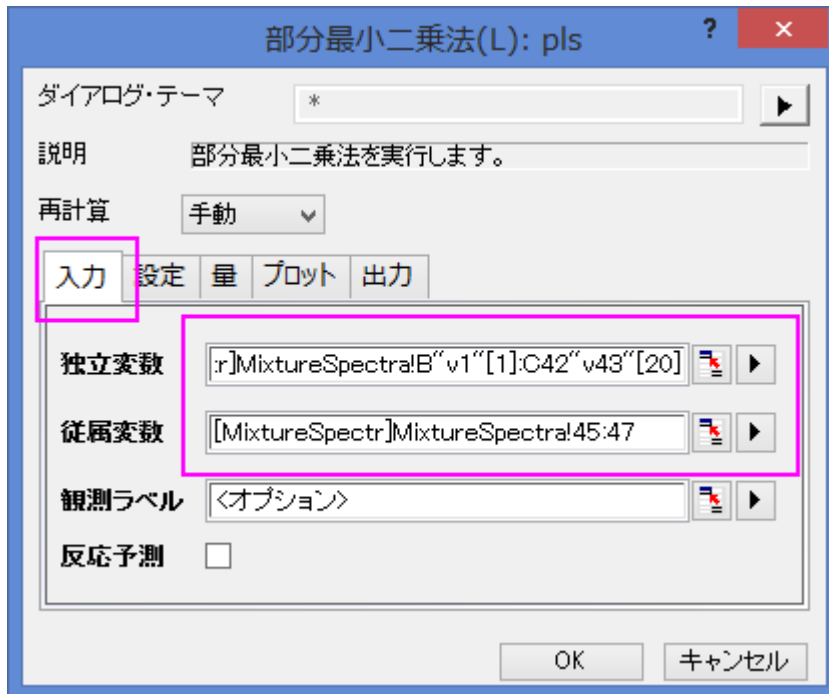 部分最小二乗法(L): pls
?
×
ダイアログ・テーマ *
説明 部分最小二乗法を実行します。
再計算 手動
入力 設定 量 プロット 出力
独立変数 :r]MixtureSpectra!B"v1"[1]:C42"v43"[20]
従属変数 [MixtureSpectr]MixtureSpectra!45:47
観測ラベル <オプション>
反応予測
OK キャンセル